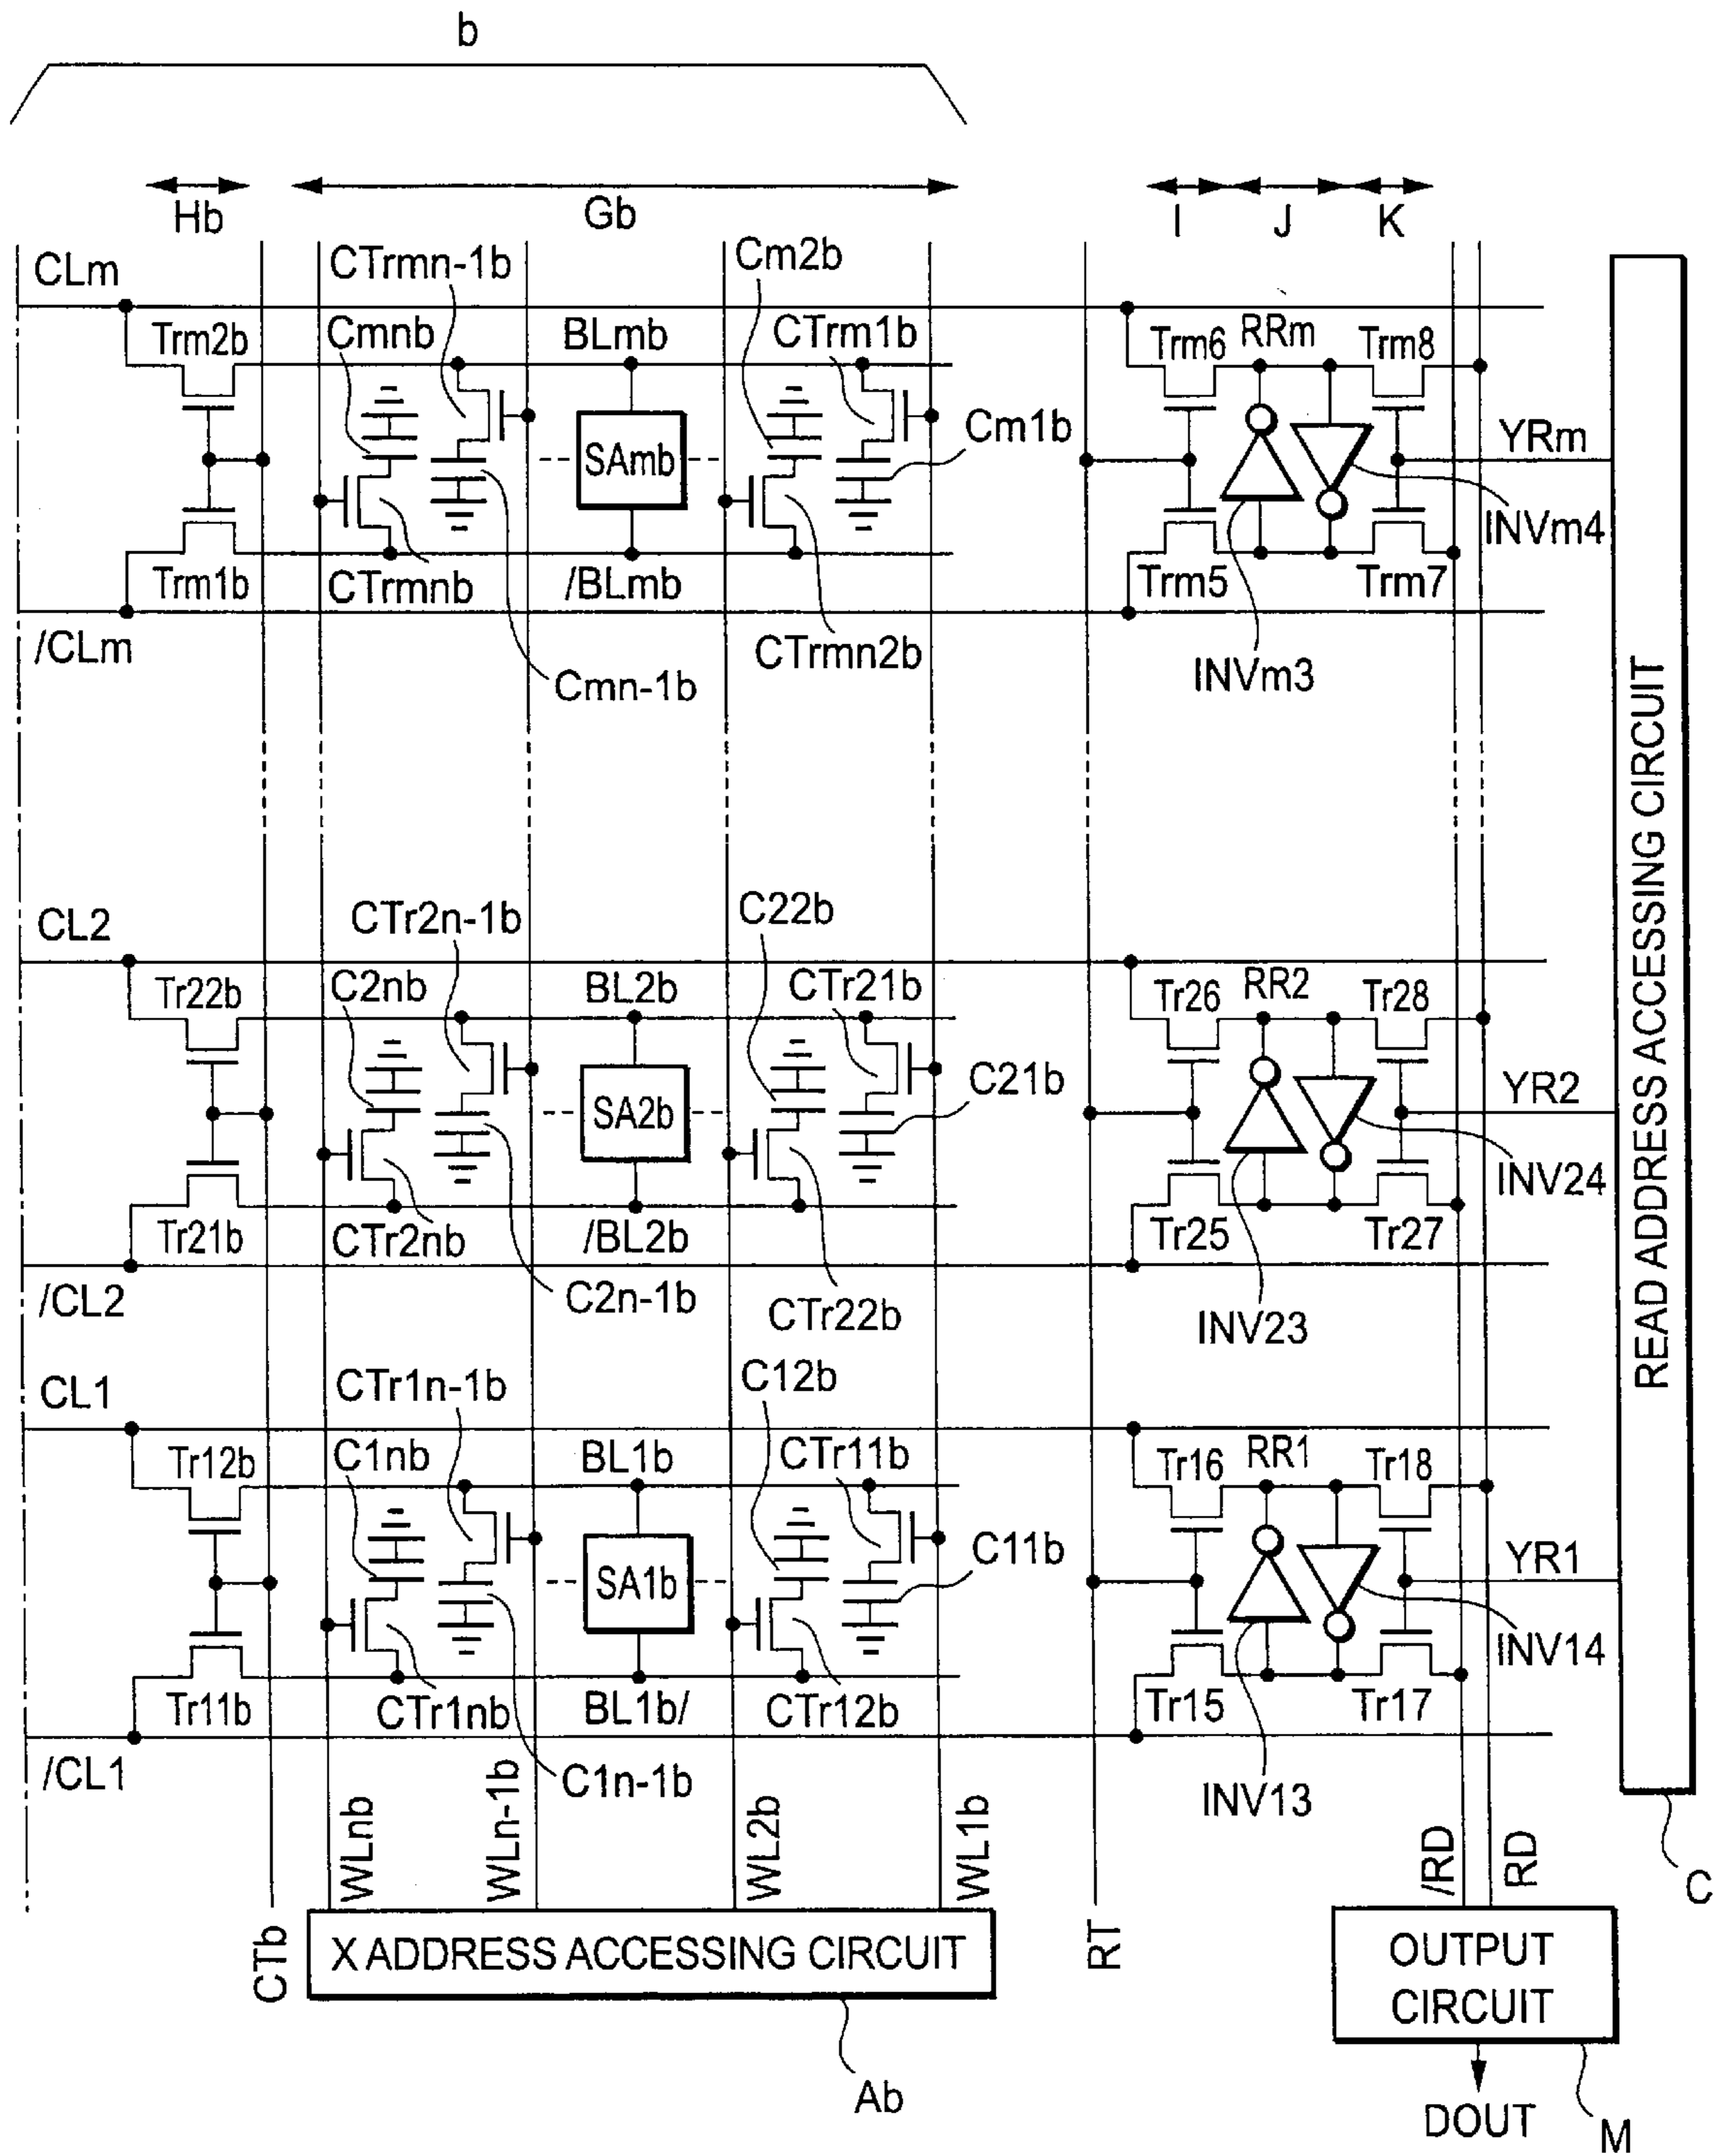 b
Hb
Gb
I
J
K
CLm
CTrmn-1b
Cm2b
Trm2b
Cmnb
BLmb
CTrm1b
Trm6
RRm
Trm8
SAmb
Cm1b
YRm
INVm4
Trm1b
CTrmnb
/BLmb
Trm5
Trm7
/CLm
CTrmn2b
Cmn-1b
INVm3
READ ADDRESS ACCESSING CIRCUIT
CL2
CTr2n-1b
C22b
Tr22b
C2nb
BL2b
CTr21b
Tr26
RR2
Tr28
SA2b
C21b
YR2
INV24
Tr21b
CTr2nb
/BL2b
Tr25
Tr27
/CL2
C2n-1b
CTr22b
INV23
CL1
CTr1n-1b
C12b
Tr12b
C1nb
BL1b
CTr11b
Tr16
RR1
Tr18
SA1b
C11b
YR1
INV14
Tr11b
CTr1nb
BL1b/
CTr12b
Tr15
Tr17
/CL1
C1n-1b
INV13
CTb
WLnb
WLn-1b
WL2b
WL1b
RT
/RD
RD
C
X ADDRESS ACCESSING CIRCUIT
OUTPUT
CIRCUIT
Ab
DOUT
M